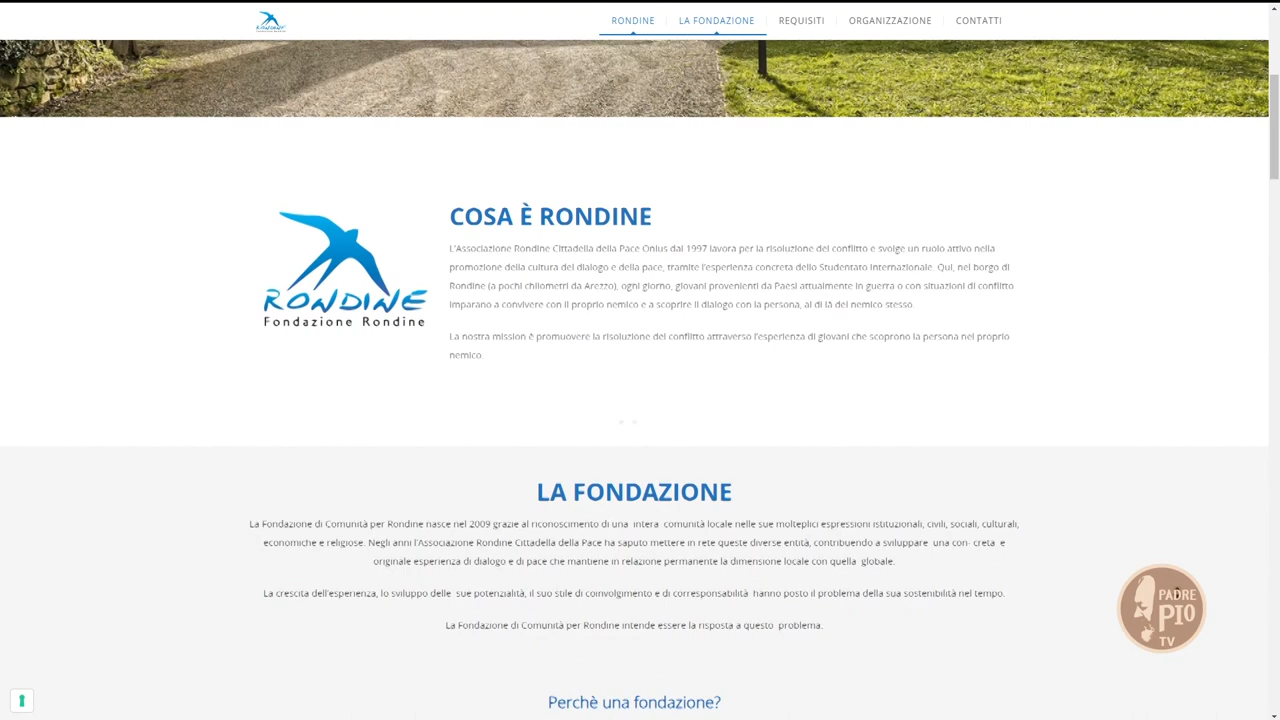 RONDINE
LA FONDAZIONE
REQUISITI
ORGANIZZAZIONE
CONTATTI
COSA È RONDINE
L'Associazione Rondine Cittadella della Pace Onlus dal 1997 lavora per la risoluzione del conflitto e svolge un ruolo attivo nella
promozione della cultura del dialogo e della pace, tramite l'esperienza concreta dello Studentato Internazionale. Qui, nel borgo di
Rondine (a pochi chilometri da Arezzo), ogni giorno, giovani provenienti da Paesi attualmente in guerra o con situazioni di conflitto
imparano a convivere con il proprio nemico e a scoprire il dialogo con la persona, al di là del nemico stesso.
La nostra mission è promuovere la risoluzione del conflitto attraverso l'esperienza di giovani che scoprono la persona nel proprio
nemico.
RONDINE
Fondazione Rondine
LA FONDAZIONE
La Fondazione di Comunità per Rondine nasce nel 2009 grazie al riconoscimento di una intera comunità locale nelle sue molteplici espressioni istituzionali, civili, sociali, culturali,
economiche e religiose. Negli anni l'Associazione Rondine Cittadella della Pace ha saputo mettere in rete queste diverse entità, contribuendo a sviluppare una con- creta e
originale esperienza di dialogo e di pace che mantiene in relazione permanente la dimensione locale con quella globale.
La crescita dell'esperienza, lo sviluppo delle sue potenzialità, il suo stile di coinvolgimento e di corresponsabilità hanno posto il problema della sua sostenibilità nel tempo.
La Fondazione di Comunità per Rondine intende essere la risposta a questo problema.
Perchè una fondazione?
PADRE
PIO
TV